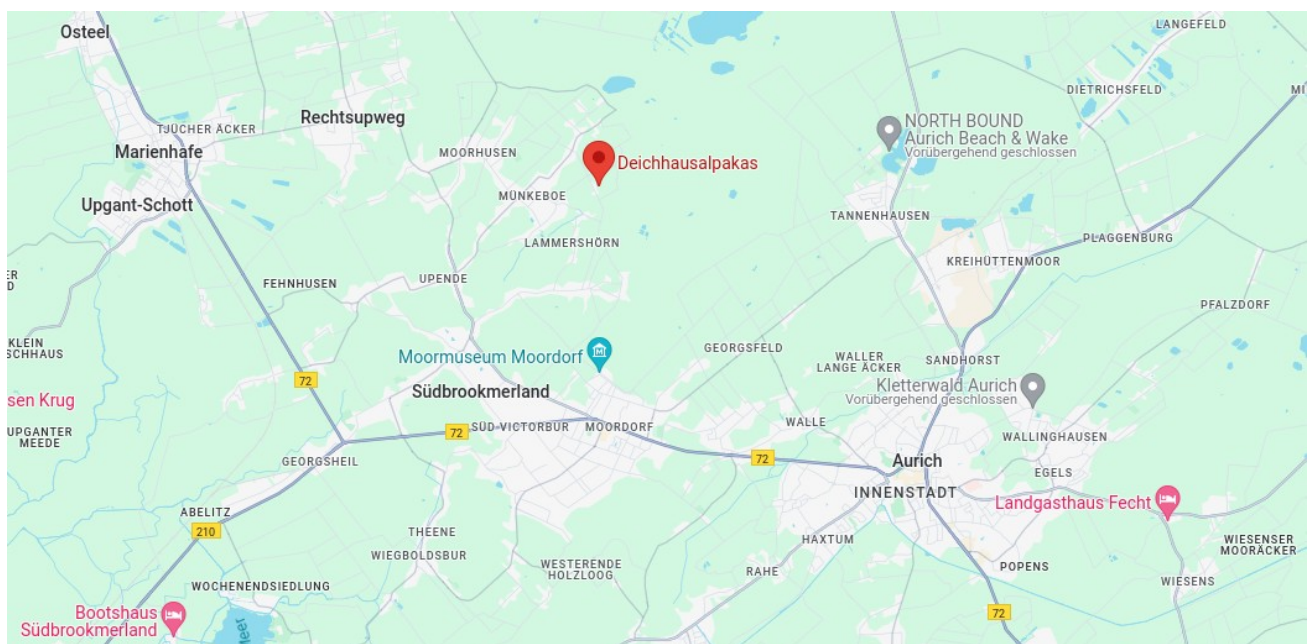 Osteel
LANGEFELD
DIETRICHSFELD
MI
TJÜCHER ÄCKER
Rechtsupweg
NORTH BOUND
Aurich Beach & Wake
Vorübergehend geschlossen
Marienhafe
MOORHUSEN
Deichhausalpakas
Upgant-Schott
MÜNKEBOE
TANNENHAUSEN
LAMMERSHÖRN
PLAGGENBURG
KREIHÜTTENMOOR
FEHNHUSEN
UPENDE
PFALZDORF
KLEIN
SCHHAUS
Moormuseum Moordorf
GEORGSFELD
WALLER
LANGE ÄCKER
SANDHORST
72
Südbrookmerland
Kletterwald Aurich
Vorübergehend geschlossen
sen Krug
UPGANTER
MEEDE
72
SÜD-VICTORBUR
MOORDORF
WALLE
WALLINGHAUSEN
GEORGSHEIL
72
Aurich
EGELS
INNENSTADT
Landgasthaus Fecht
ABELITZ
210
THEENE
WIEGBOLDSBUR
HAXTUM
WIESENSER
MOORÄCKER
WESTERENDE
HOLZLOOG
RAHE
POPENS
WIESENS
WOCHENENDSIEDLUNG
Bootshaus
Südbrookmerland
Meer
72